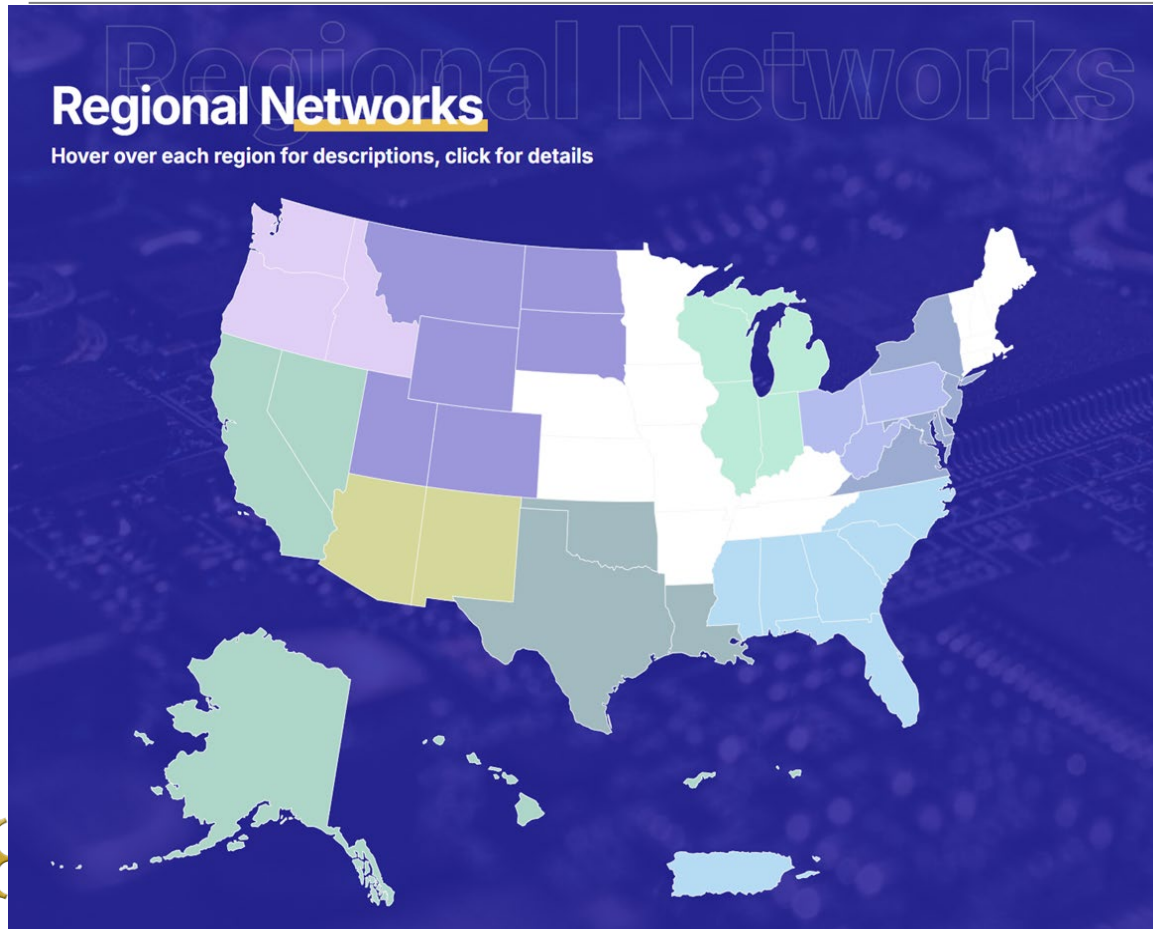 Regional Networks
Regional Networks
Hover over each region for descriptions, click for details